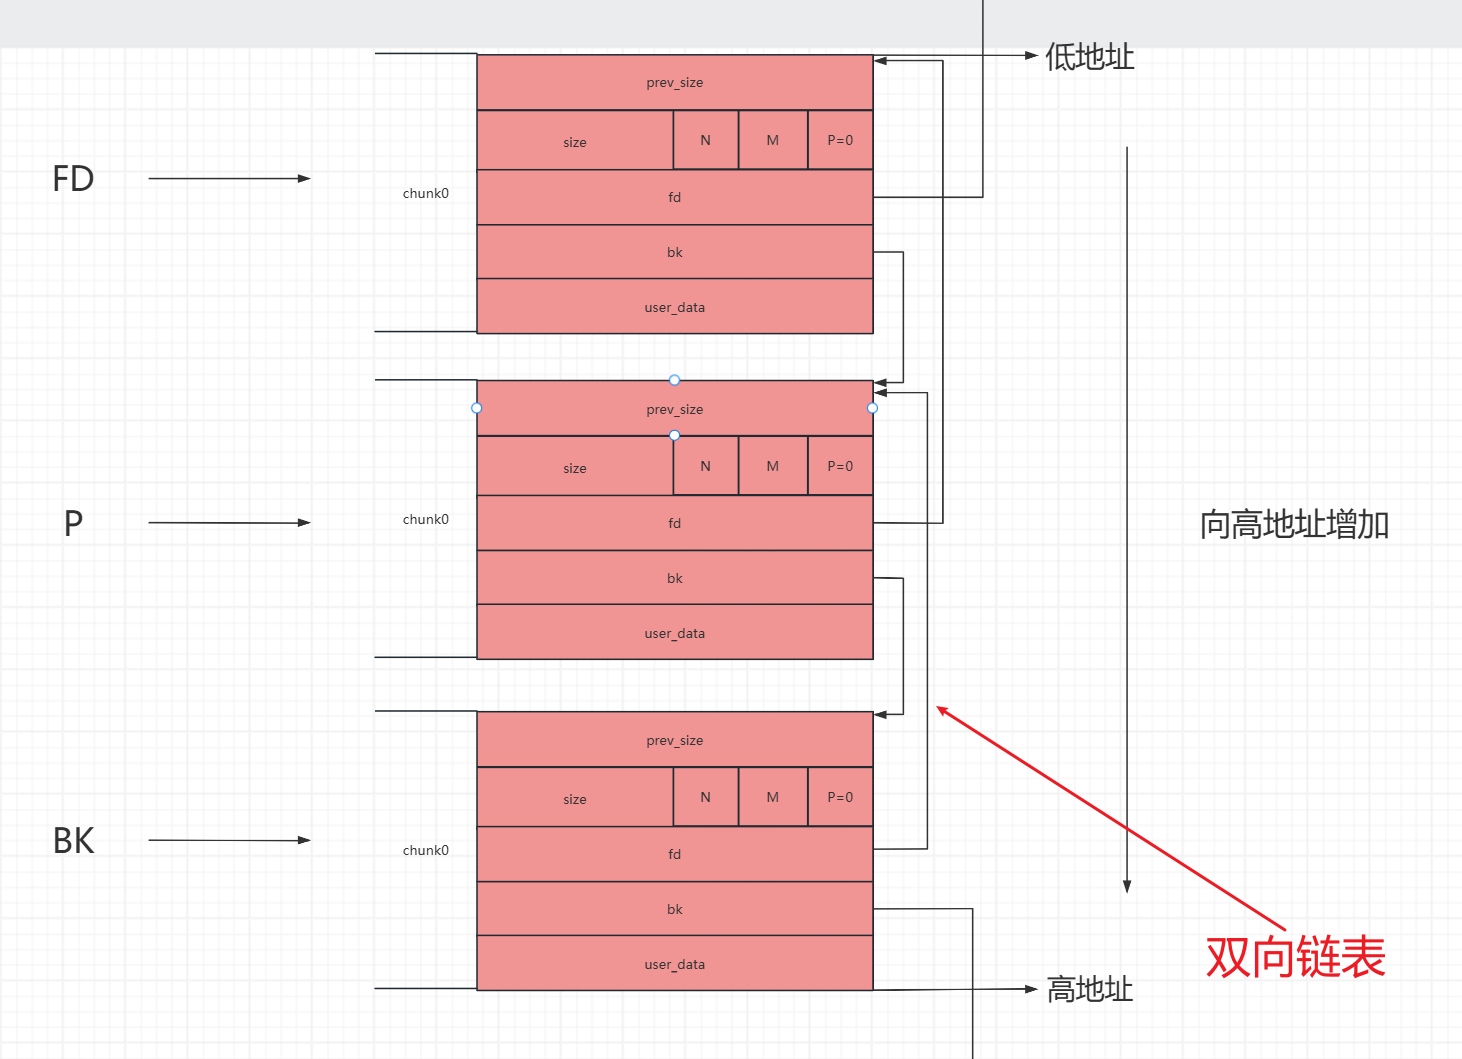 低地址
prev_size
size N M P=0
FD
chunk0
fd
bk
user_data
prev_size
size N M P=0
P
chunk0
fd
向高地址增加
bk
user_data
prev_size
size N M P=0
BK
chunk0
fd
bk
双向链表
user_data
高地址